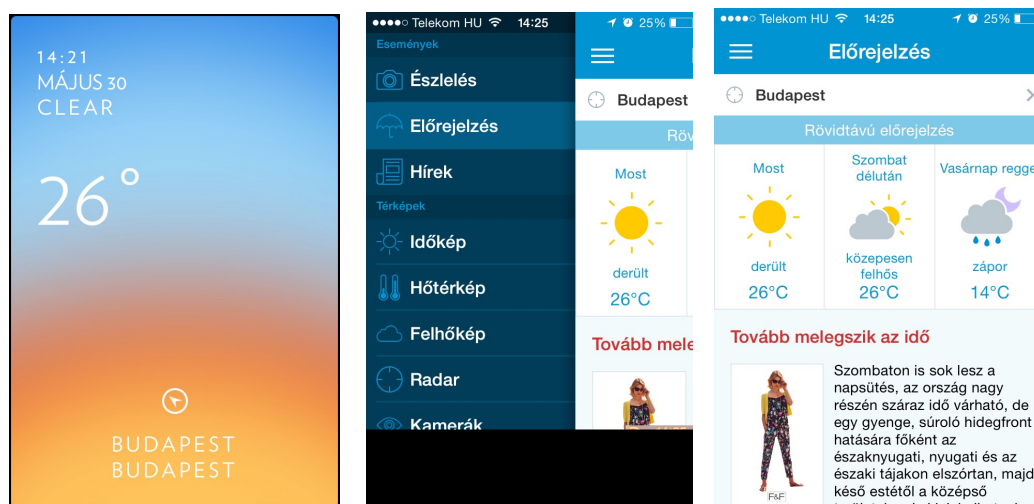 14:21
MÁJUS 30
CLEAR
26°
BUDAPEST
BUDAPEST
Telekom HU 14:25 25%
Események
Észlelés
Előrejelzés
Hírek
Térképek
Időkép
Hőtérkép
Felhőkép
Radar
Kamerák
Budapest
Röv
Most
derült
26°C
Tovább mele
Telekom HU 14:25 25%
Előrejelzés
Budapest
Rövidtávú előrejelzés
Most
Szombat
délután
Vasárnap regge
derült
közepesen
felhős
zápor
26°C
26°C
14°C
Tovább melegszik az idő
Szombaton is sok lesz a
napsütés, az ország nagy
részén száraz idő várható, de
egy gyenge, súroló hidegfront
hatására főként az
északnyugati, nyugati és az
északi tájakon elszórtan, majd
késő estétől a középső
F&F